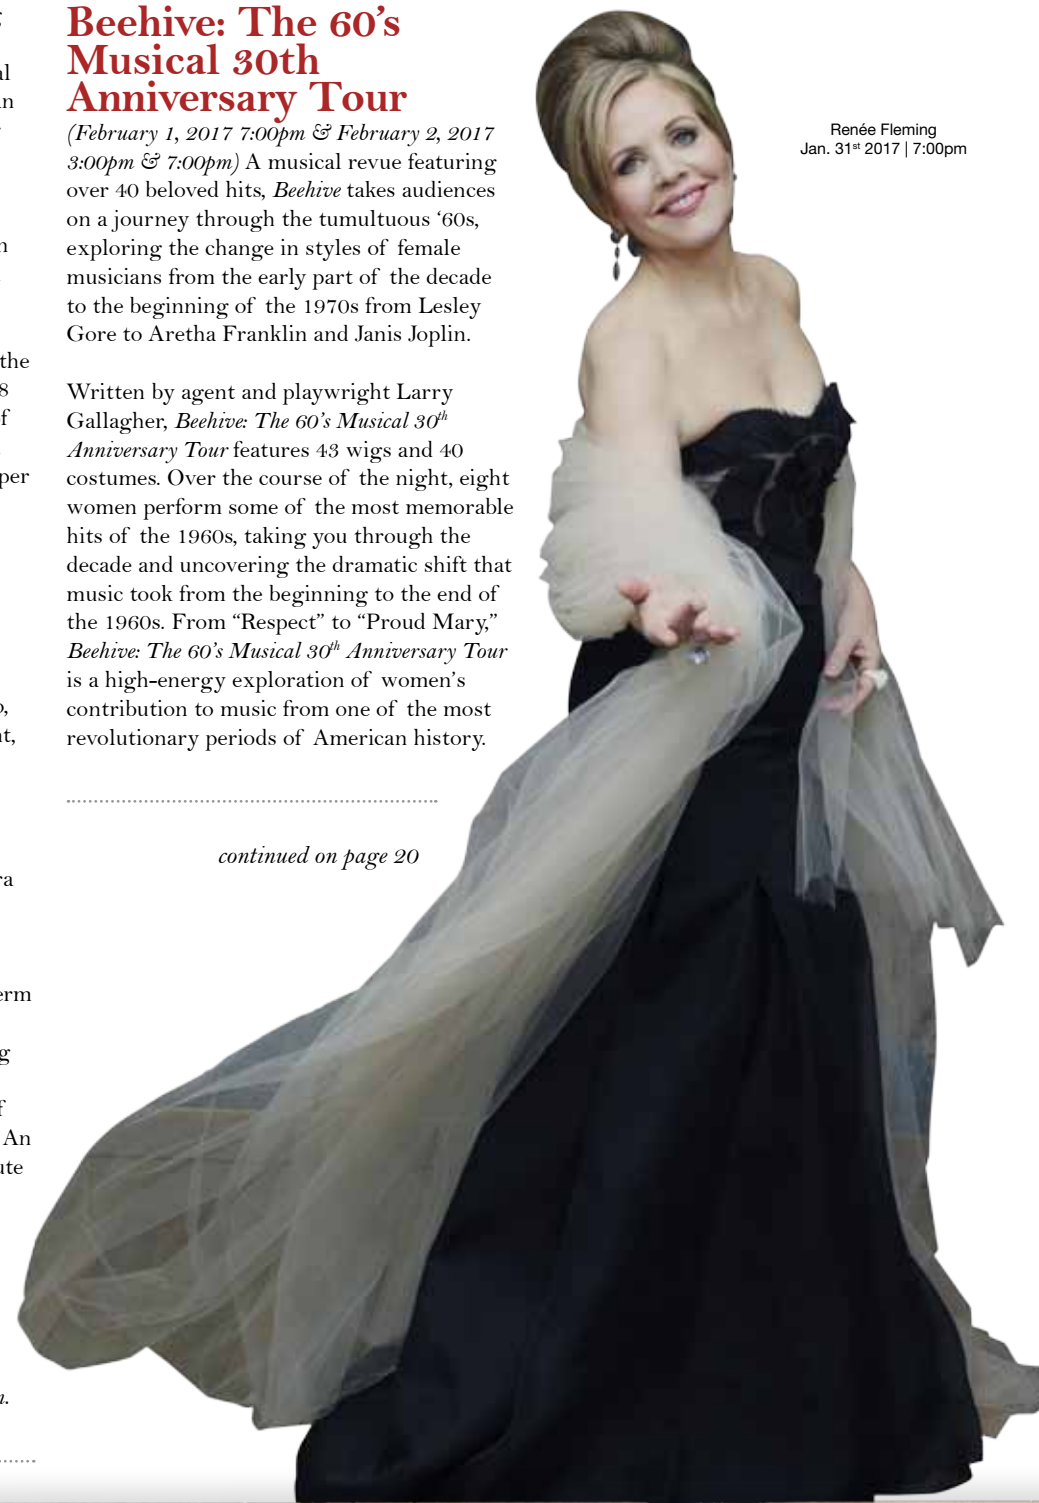 Beehive: The 60's
Musical 30th
Anniversary Tour
(February 1, 2017 7:00pm & February 2, 2017
3:00pm & 7:00pm) A musical revue featuring
over 40 beloved hits, Beehive takes audiences
on a journey through the tumultuous ‘60s,
exploring the change in styles of female
musicians from the early part of the decade
to the beginning of the 1970s from Lesley
Gore to Aretha Franklin and Janis Joplin.
Written by agent and playwright Larry
Gallagher, Beehive: The 60's Musical 30th
Anniversary Tour features 43 wigs and 40
costumes. Over the course of the night, eight
women perform some of the most memorable
hits of the 1960s, taking you through the
decade and uncovering the dramatic shift that
music took from the beginning to the end of
the 1960s. From “Respect” to “Proud Mary,”
Beehive: The 60's Musical 30th Anniversary Tour
is a high-energy exploration of women's
contribution to music from one of the most
revolutionary periods of American history.
continued on page 20
Renée Fleming
Jan. 31st 2017 | 7:00pm
the
8
per
An